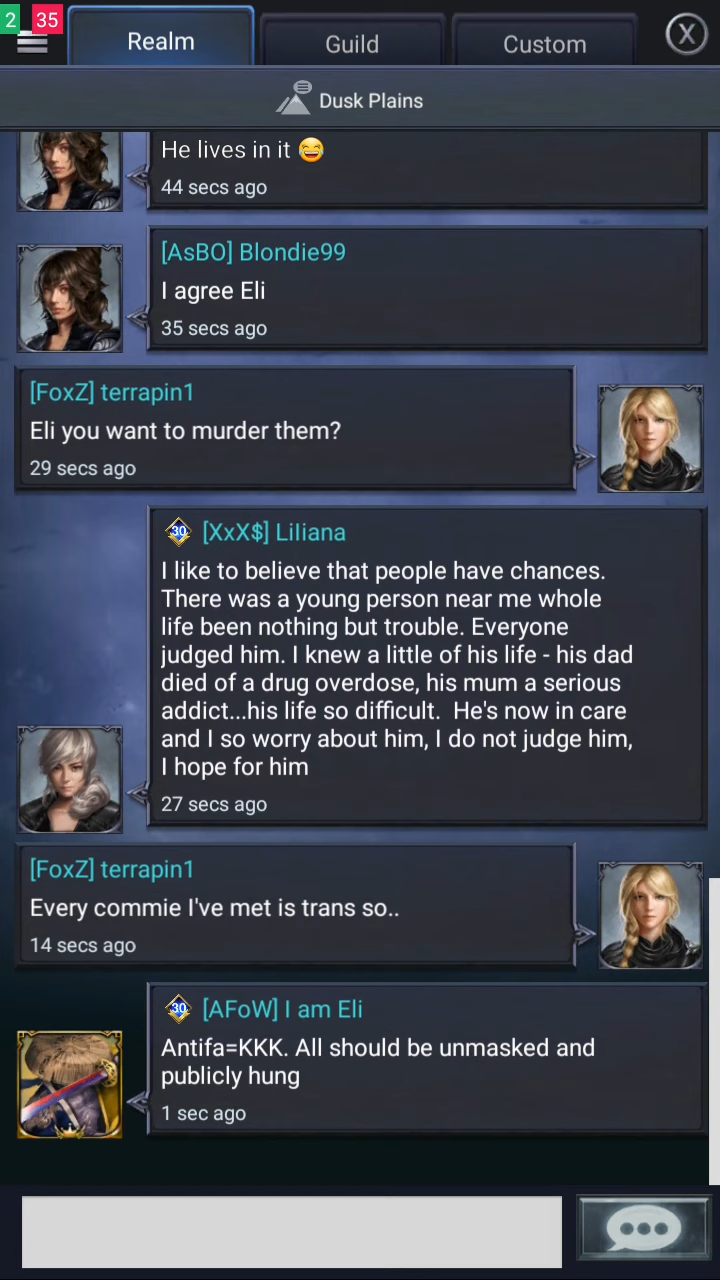 2 35
Realm
Guild
Custom
X
Dusk Plains
He lives in it 😂
44 secs ago
[AsBO] Blondie99
I agree Eli
35 secs ago
[FoxZ] terrapin1
Eli you want to murder them?
29 secs ago
30 [XxX$] Liliana
I like to believe that people have chances.
There was a young person near me whole
life been nothing but trouble. Everyone
judged him. I knew a little of his life - his dad
died of a drug overdose, his mum a serious
addict...his life so difficult.  He's now in care
and I so worry about him, I do not judge him,
I hope for him
27 secs ago
[FoxZ] terrapin1
Every commie I've met is trans so..
14 secs ago
30 [AFoW] I am Eli
Antifa=KKK. All should be unmasked and
publicly hung
1 sec ago